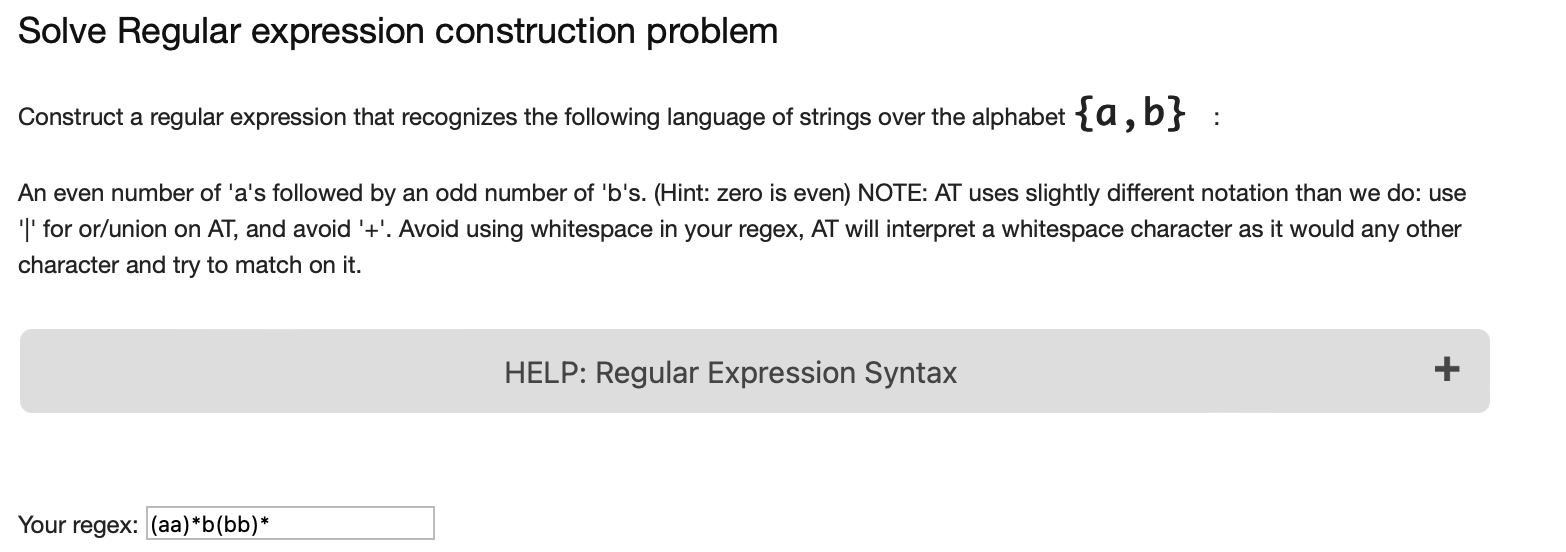 Solve Regular expression construction problem
Construct a regular expression that recognizes the following language of strings over the alphabet {a,b} :
An even number of 'a's followed by an odd number of 'b's. (Hint: zero is even) NOTE: AT uses slightly different notation than we do: use
'|' for or/union on AT, and avoid '+'. Avoid using whitespace in your regex, AT will interpret a whitespace character as it would any other
character and try to match on it.
HELP: Regular Expression Syntax +
Your regex: (aa)*b(bb)*